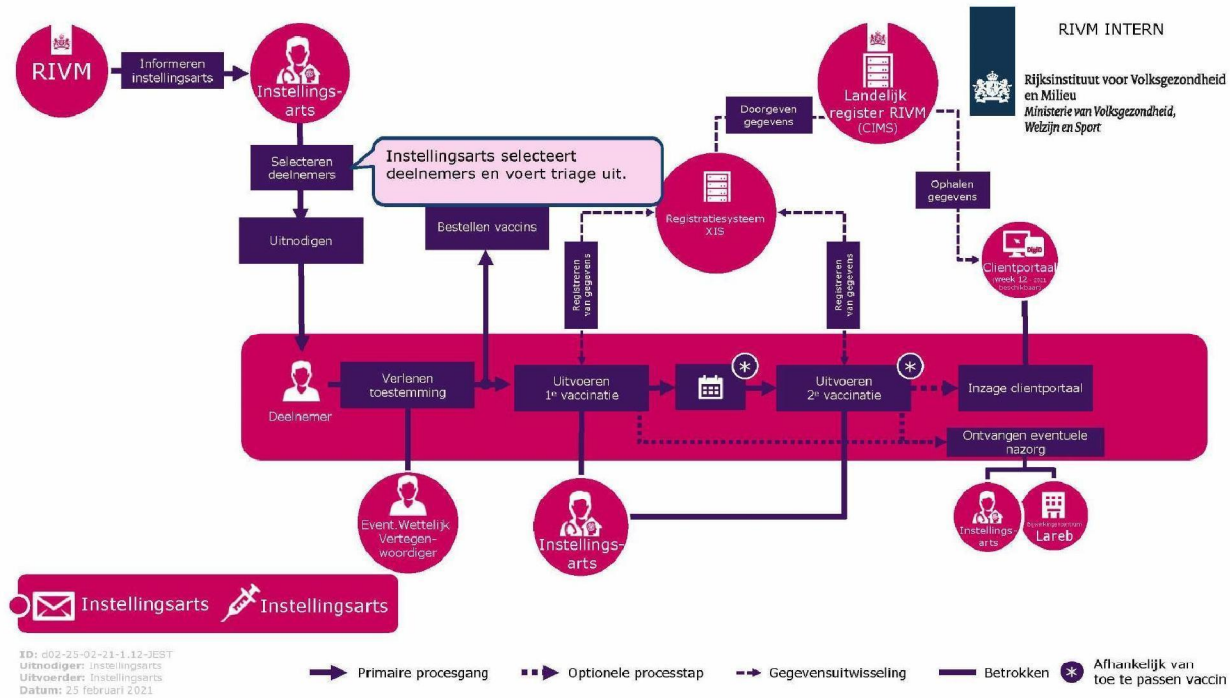 RIVM
Informeren
instellingsarts
Instellings-
arts
Landelijk
register RIVM
(CIMS)
RIVM INTERN
Rijksinstituut voor Volksgezondheid
en Milieu
Ministerie van Volksgezondheid,
Welzijn en Sport
Doorgeven
gegevens
Selecteren
deelnemers
Instellingsarts selecteert
deelnemers en voert triage uit.
Ophalen
gegevens
Uitnodigen
Bestellen vaccins
Registratiesysteem
XIS
Registreren
van gegevens
Registreren
van gegevens
DigiD
Clientportaal
(week 12 - 2021
beschikbaar)
Deelnemer
Verlenen
toestemming
Uitvoeren
1e vaccinatie
*
Uitvoeren
2e vaccinatie
*
Inzage clientportaal
Ontvangen eventuele
nazorg
Event.Wettelijk
Vertegen-
woordiger
Instellings-
arts
Instellings-
arts
Bijwerkingencentrum
Lareb
Instellingsarts
Instellingsarts
ID: d02-25-02-21-1.12-JEST
Uitnodiger: Instellingsarts
Uitvoerder: Instellingsarts
Datum: 25 februari 2021
Primaire procesgang
Optionele processtap
Gegevensuitwisseling
Betrokken
* Afhankelijk van
toe te passen vaccin